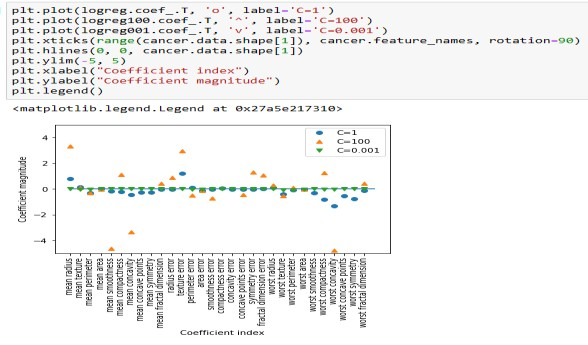 plt.plot(logreg.coef_.T, 'o', label='C=1')
plt.plot(logreg100.coef_.T, '^', label='C=100')
plt.plot(logreg001.coef_.T, 'v', label='C=0.001')
plt.xticks(range(cancer.data.shape[1]), cancer.feature_names, rotation=90)
plt.hlines(0, 0, cancer.data.shape[1])
plt.ylim(-5, 5)
plt.xlabel("Coefficient index")
plt.ylabel("Coefficient magnitude")
plt.legend()
<matplotlib.legend.Legend at 0x27a5e217310>
C=1
C=100
C=0.001
4
2
0
−2
−4
Coefficient magnitude
mean radius
mean texture
mean perimeter
mean area
mean smoothness
mean compactness
mean concavity
mean concave points
mean symmetry
mean fractal dimension
radius error
texture error
perimeter error
area error
smoothness error
compactness error
concavity error
concave points error
symmetry error
fractal dimension error
worst radius
worst texture
worst perimeter
worst area
worst smoothness
worst compactness
worst concavity
worst concave points
worst symmetry
worst fractal dimension
Coefficient index